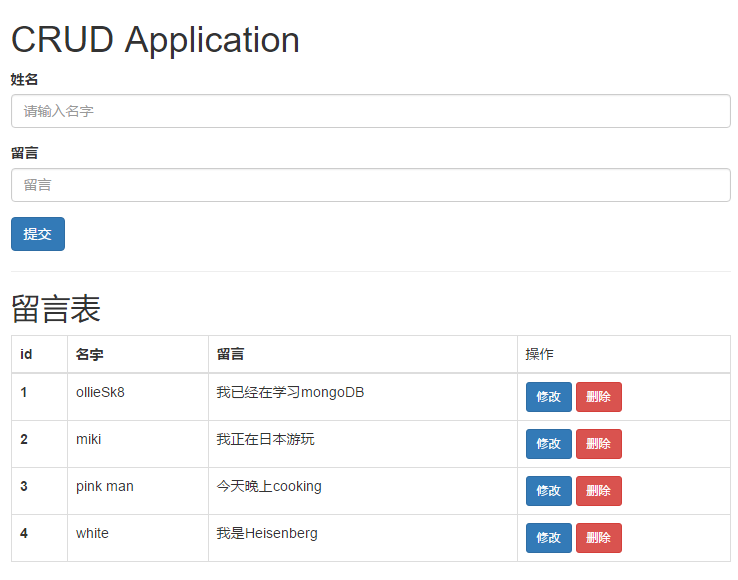 CRUD Application
姓名
请输入名字
留言
留言
提交
留言表
id 名字 留言 操作
1 ollieSk8 我已经在学习mongoDB 修改 删除
2 miki 我正在日本游玩 修改 删除
3 pink man 今天晚上cooking 修改 删除
4 white 我是Heisenberg 修改 删除